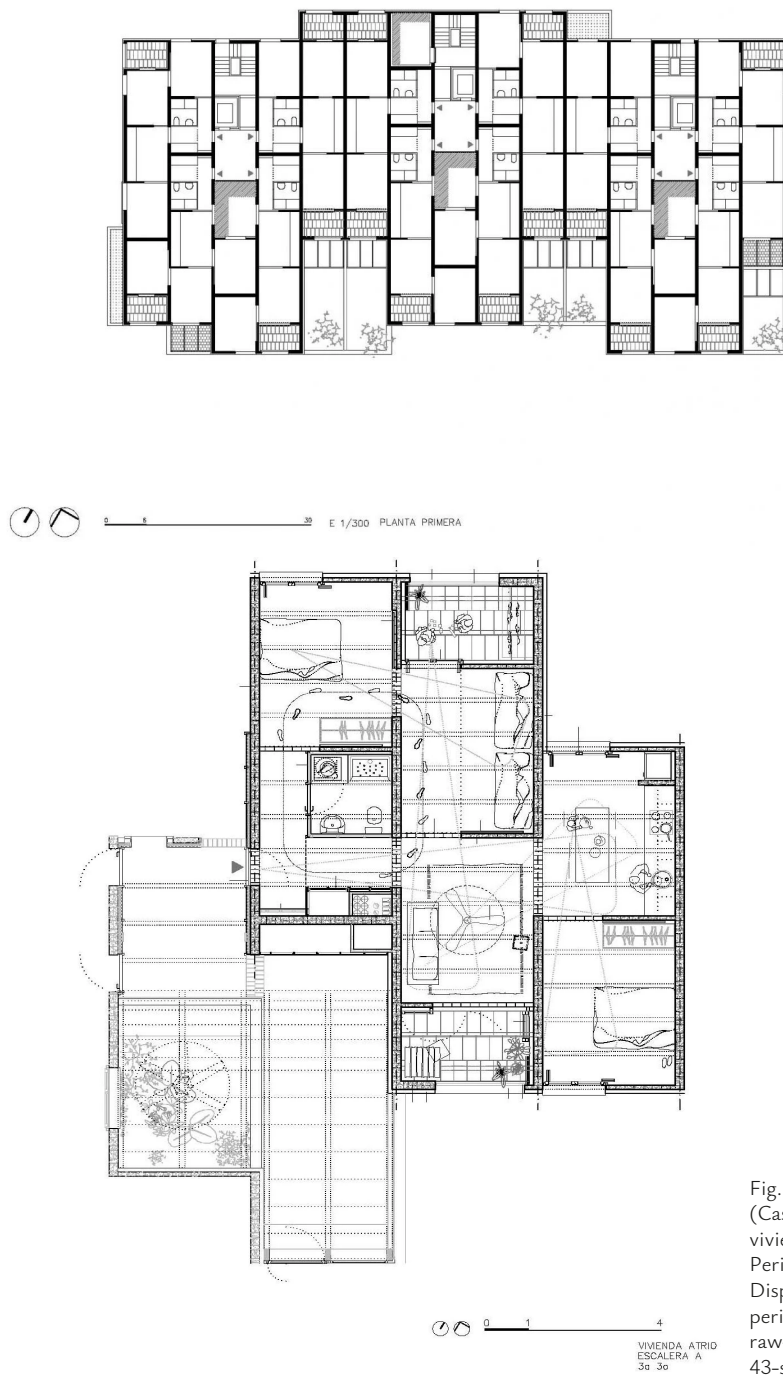 0 6 30 E 1/300 PLANTA PRIMERA
Fig.
(Cas
vivie
Peri
Disp
peri
raw
43-s
0 1 4
VIVIENDA ATRIO
ESCALERA A
3a 3o